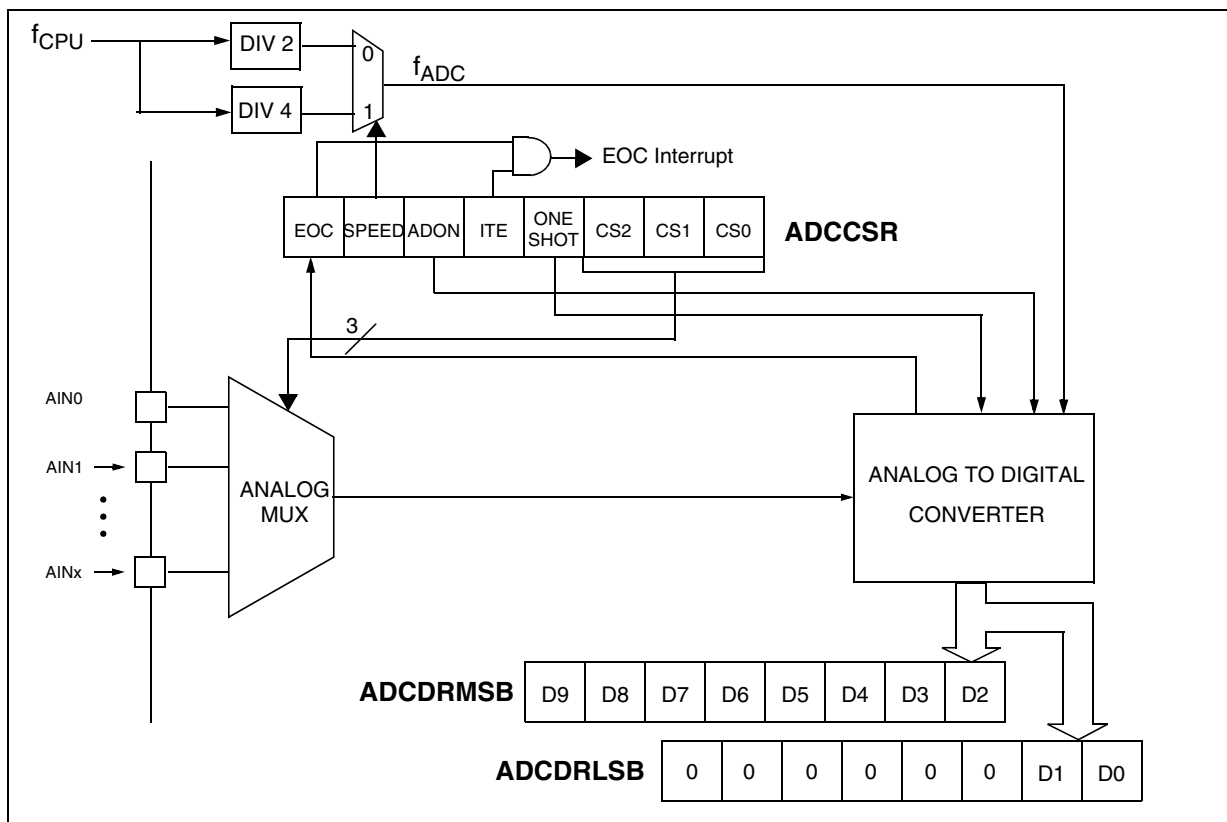 fCPU
DIV 2
0
fADC
DIV 4
1
EOC Interrupt
EOC SPEED ADON ITE ONE SHOT CS2 CS1 CS0 ADCCSR
3
AIN0
AIN1
ANALOG
MUX
ANALOG TO DIGITAL
CONVERTER
AINx
ADCDRMSB D9 D8 D7 D6 D5 D4 D3 D2
ADCDRLSB 0 0 0 0 0 0 D1 D0